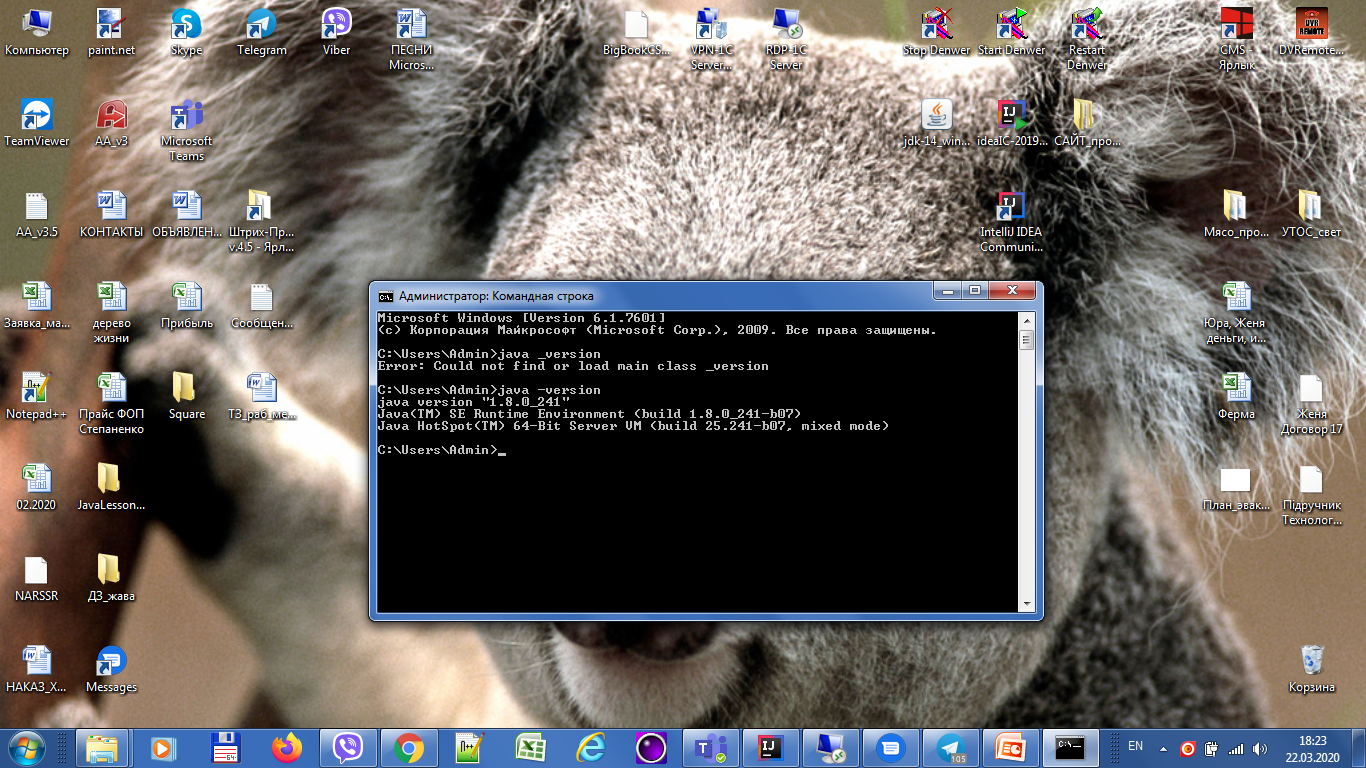 Компьютер
paint.net
Skype
Telegram
Viber
ПЕСНИ
Micros...
BigBookCS...
VPN-1C
Server...
RDP-1C
Server
Stop Denwer
Start Denwer
Restart
Denwer
CMS -
Ярлык
DVR
REMOTE
DVRemote...
TeamViewer
AA_v3
Microsoft
Teams
jdk-14_win...
ideaIC-2019...
САЙТ_про...
AA_v3.5
КОНТАКТЫ
ОБЪЯВЛЕН...
Штрих-Пр...
v.4.5 - Ярл...
IntelliJ IDEA
Communi...
Мясо_про...
УТОС_свет
Заявка_ма...
дерево
жизни
Прибыль
Сообщен...
Юра, Женя
деньги, и...
Notepad++
Прайс ФОП
Степаненко
Square
ТЗ_раб_ме...
Ферма
Женя
Договор 17
02.2020
JavaLesson...
План_эвак...
Підручник
Технолог...
NARSSR
ДЗ_жава
НАКАЗ_Х...
Messages
Корзина
Администратор: Командная строка
Microsoft Windows [Version 6.1.7601]
(c) Корпорация Майкрософт (Microsoft Corp.), 2009. Все права защищены.
C:\Users\Admin>java _version
Error: Could not find or load main class _version
C:\Users\Admin>java -version
java version "1.8.0_241"
Java(TM) SE Runtime Environment (build 1.8.0_241-b07)
Java HotSpot(TM) 64-Bit Server VM (build 25.241-b07, mixed mode)
C:\Users\Admin>_
64
105
EN
18:23
22.03.2020